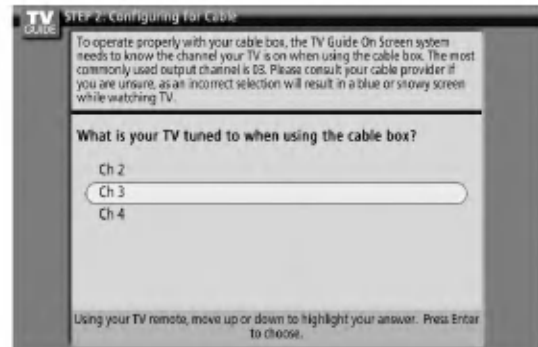 TV
GUIDE
STEP 2: Configuring for Cable
To operate properly with your cable box, the TV Guide On Screen system
needs to know the channel your TV is on when using the cable box. The most
commonly used output channel is 03. Please consult your cable provider if
you are unsure, as an incorrect selection will result in a blue or snowy screen
while watching TV.
What is your TV tuned to when using the cable box?
Ch 2
Ch 3
Ch 4
Using your TV remote, move up or down to highlight your answer. Press Enter
to choose.